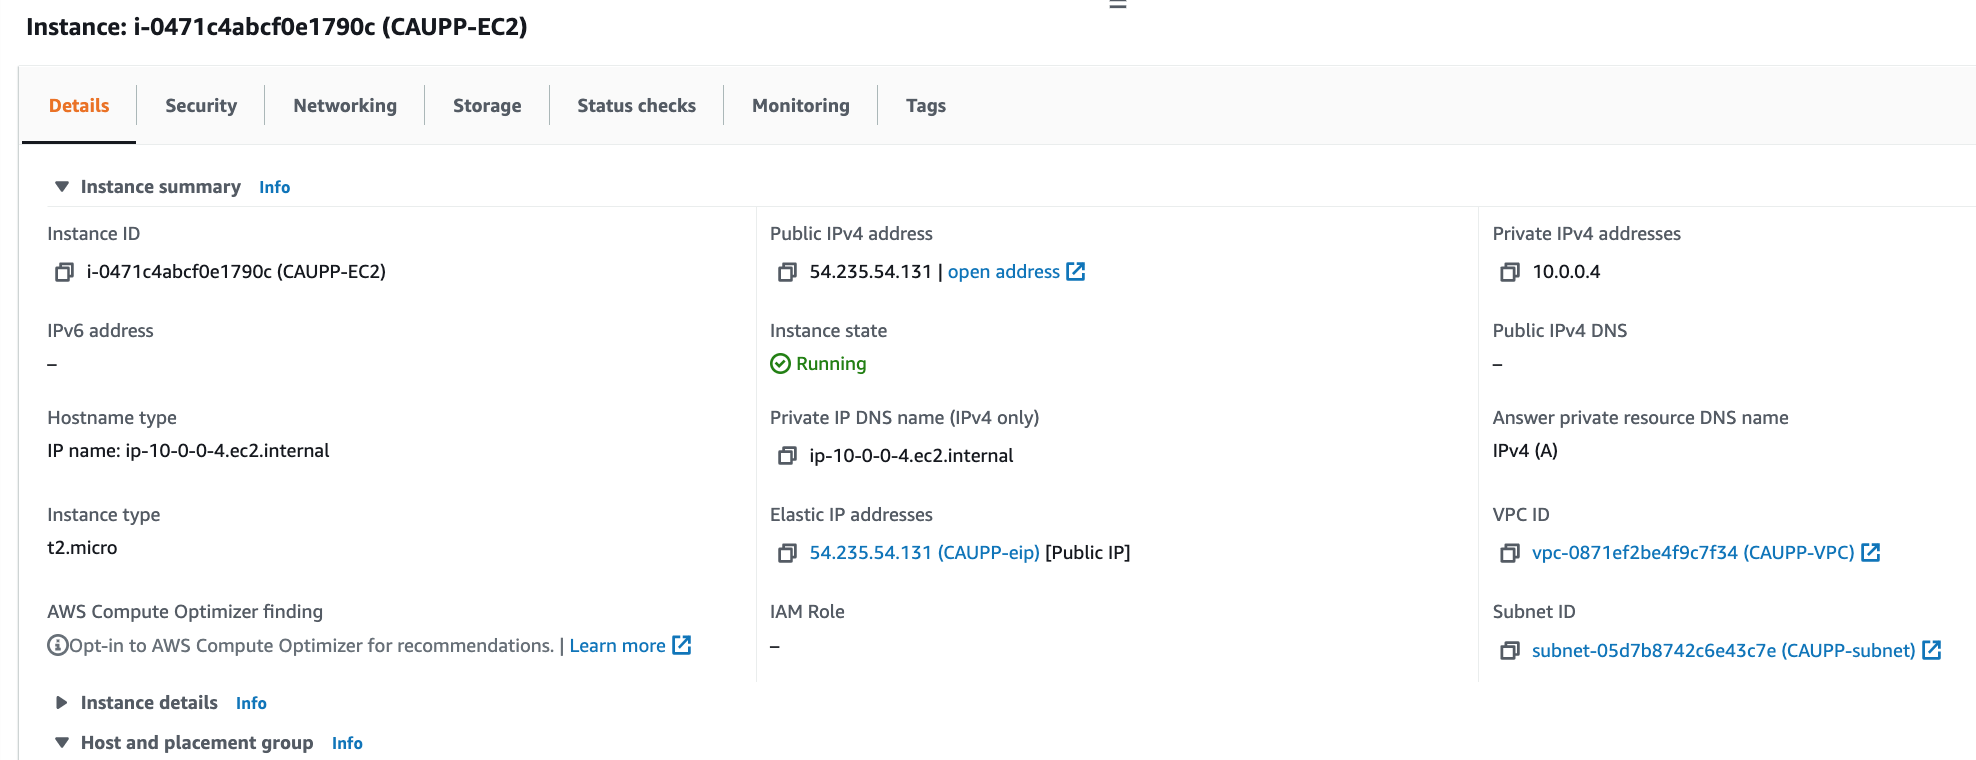 Instance: i-0471c4abcf0e1790c (CAUPP-EC2)
Details
Security
Networking
Storage
Status checks
Monitoring
Tags
Instance summary Info
Instance ID
i-0471c4abcf0e1790c (CAUPP-EC2)
Public IPv4 address
54.235.54.131 | open address
Private IPv4 addresses
10.0.0.4
IPv6 address
–
Instance state
Running
Public IPv4 DNS
–
Hostname type
IP name: ip-10-0-0-4.ec2.internal
Private IP DNS name (IPv4 only)
ip-10-0-0-4.ec2.internal
Answer private resource DNS name
IPv4 (A)
Instance type
t2.micro
Elastic IP addresses
54.235.54.131 (CAUPP-eip) [Public IP]
VPC ID
vpc-0871ef2be4f9c7f34 (CAUPP-VPC)
AWS Compute Optimizer finding
Opt-in to AWS Compute Optimizer for recommendations. | Learn more
IAM Role
–
Subnet ID
subnet-05d7b8742c6e43c7e (CAUPP-subnet)
Instance details Info
Host and placement group Info